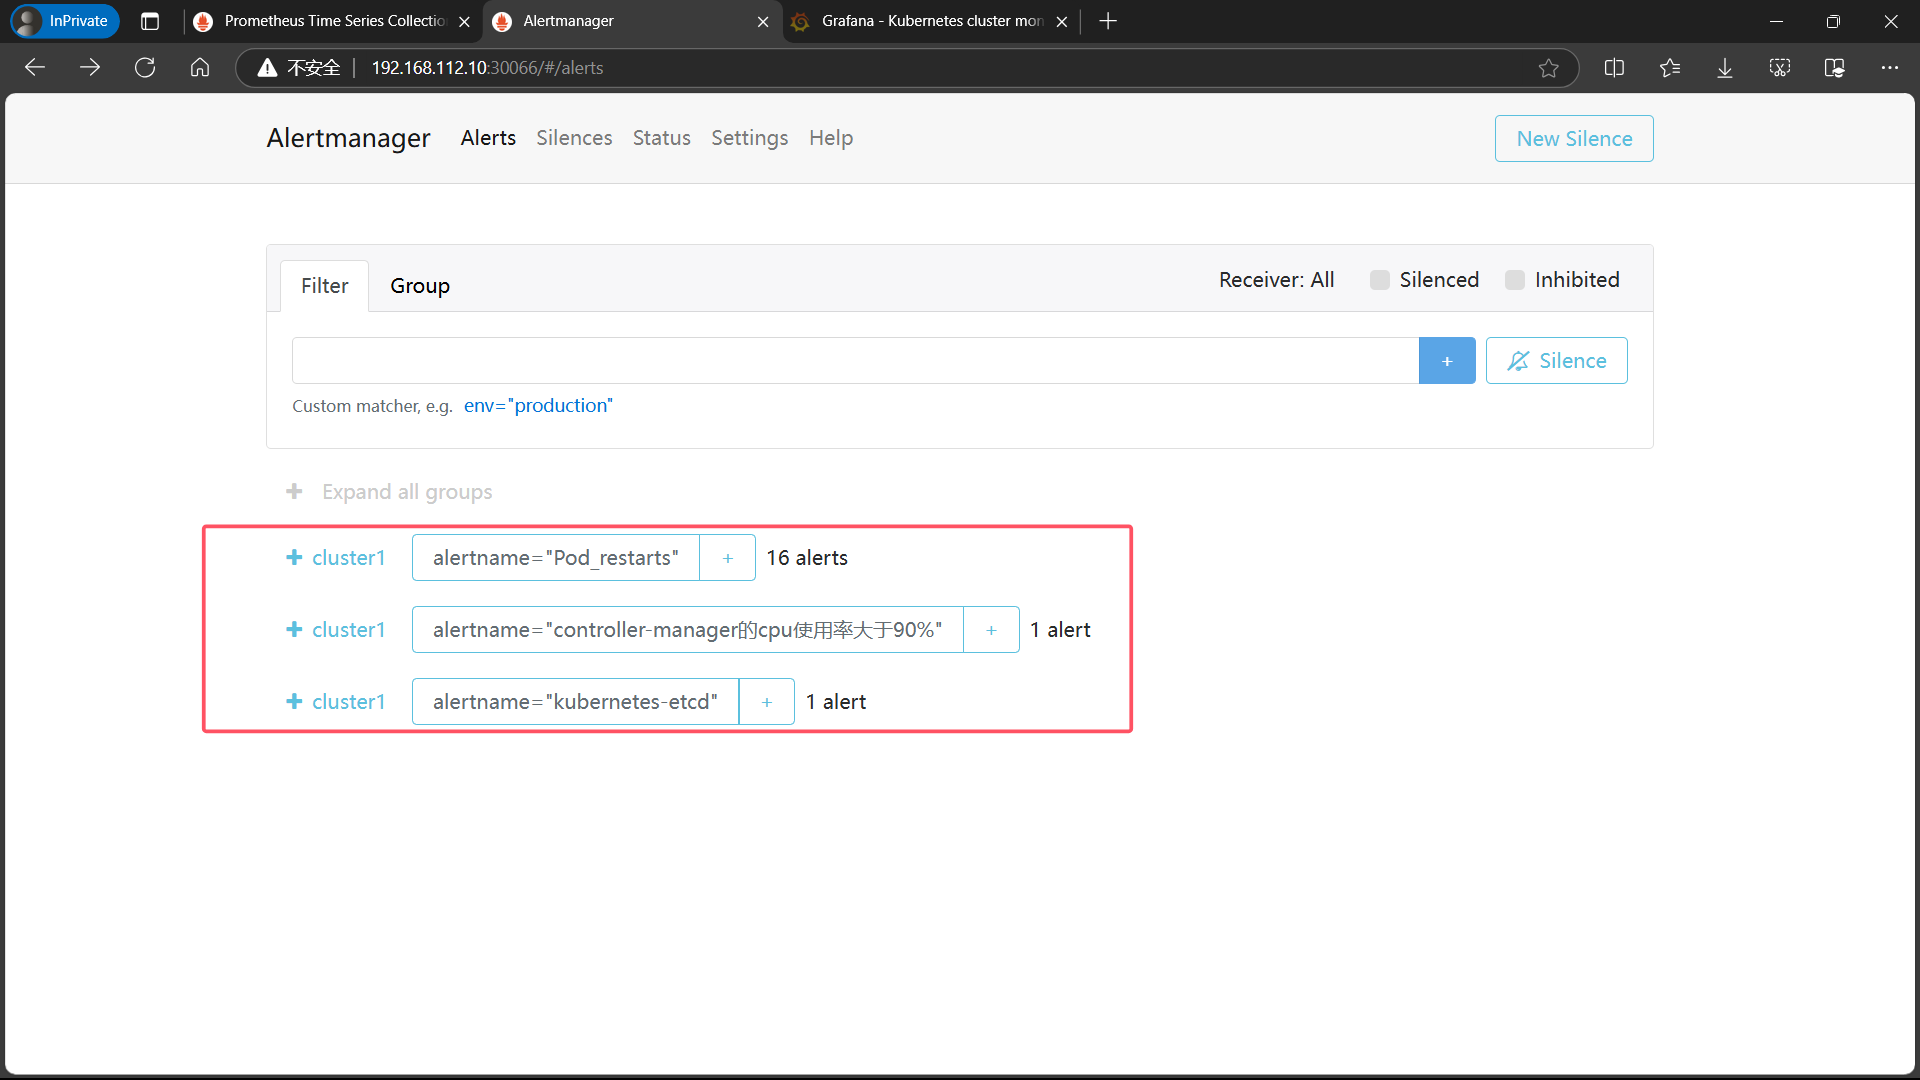 InPrivate
Prometheus Time Series Collectio
Alertmanager
Grafana - Kubernetes cluster mon
不安全
192.168.112.10:30066/#/alerts
Alertmanager Alerts Silences Status Settings Help New Silence
Filter Group Receiver: All Silenced Inhibited
+ Silence
Custom matcher, e.g. env="production"
+ Expand all groups
+ cluster1 alertname="Pod_restarts" + 16 alerts
+ cluster1 alertname="controller-manager的cpu使用率大于90%" + 1 alert
+ cluster1 alertname="kubernetes-etcd" + 1 alert